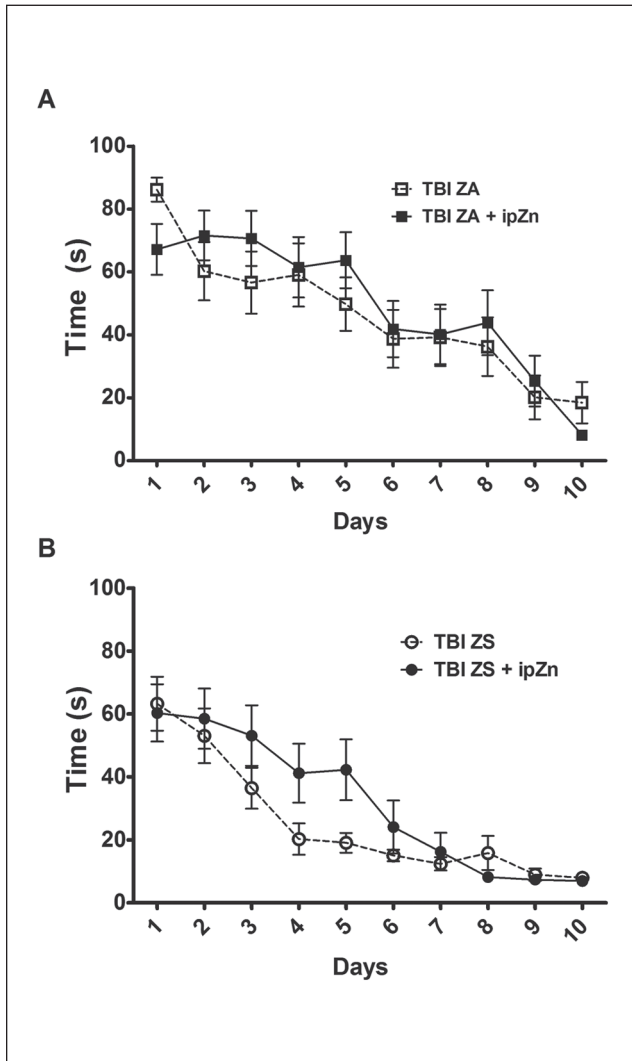 A
100
80
60
40
20
0
Time (s)
TBI ZA
TBI ZA + ipZn
1 2 3 4 5 6 7 8 9 10
Days
B
100
80
60
40
20
0
Time (s)
TBI ZS
TBI ZS + ipZn
1 2 3 4 5 6 7 8 9 10
Days